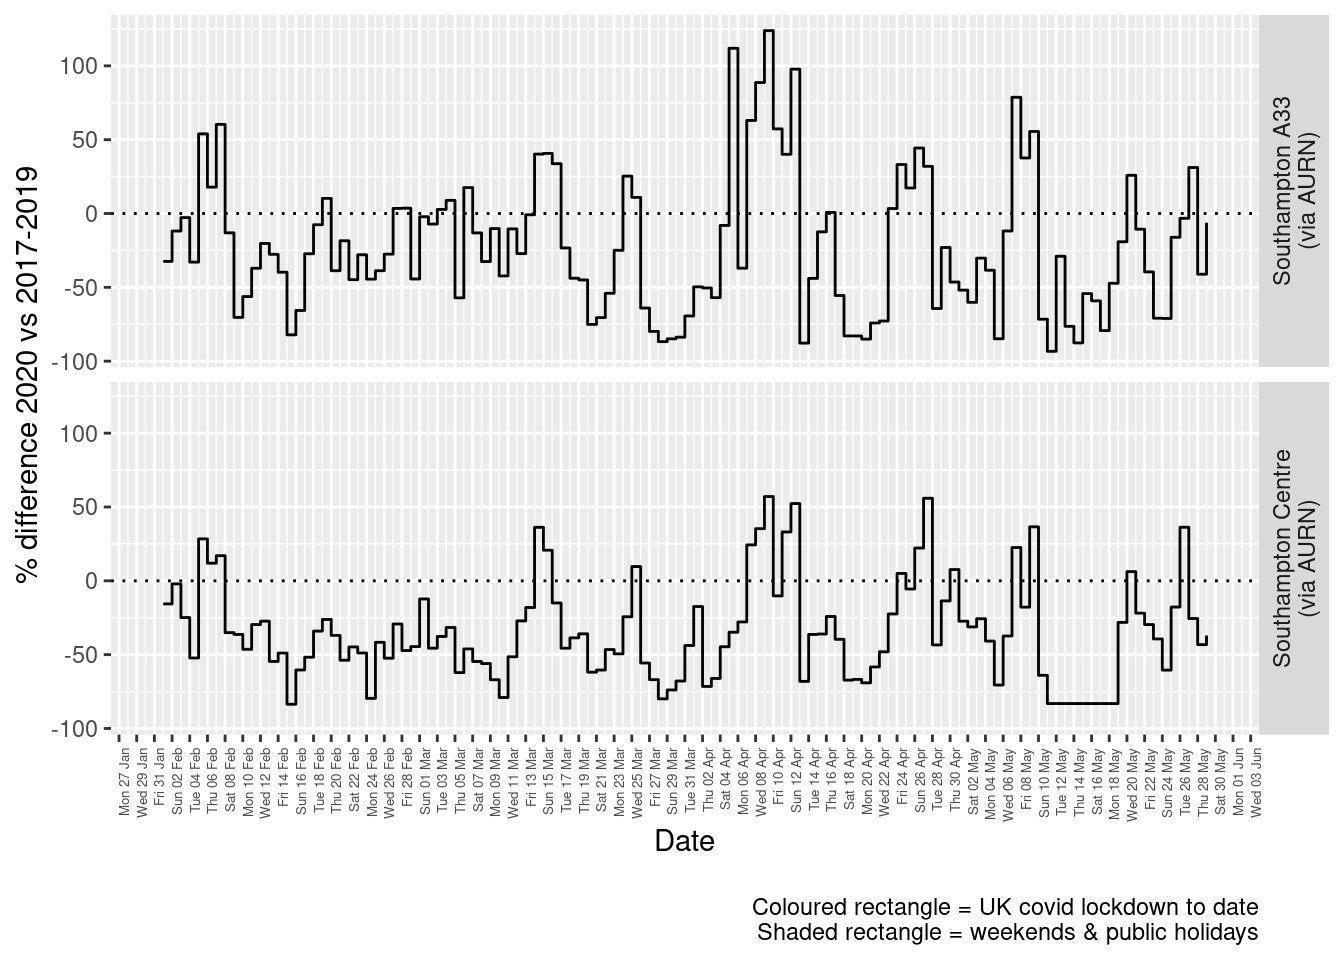 % difference 2020 vs 2017-2019
100
50
0
-50
-100
Southampton A33
(via AURN)
100
50
0
-50
-100
Southampton Centre
(via AURN)
Mon 27 Jan
Wed 29 Jan
Fri 31 Jan
Sun 02 Feb
Tue 04 Feb
Thu 06 Feb
Sat 08 Feb
Mon 10 Feb
Wed 12 Feb
Fri 14 Feb
Sun 16 Feb
Tue 18 Feb
Thu 20 Feb
Sat 22 Feb
Mon 24 Feb
Wed 26 Feb
Fri 28 Feb
Sun 01 Mar
Tue 03 Mar
Thu 05 Mar
Sat 07 Mar
Mon 09 Mar
Wed 11 Mar
Fri 13 Mar
Sun 15 Mar
Tue 17 Mar
Thu 19 Mar
Sat 21 Mar
Mon 23 Mar
Wed 25 Mar
Fri 27 Mar
Sun 29 Mar
Tue 31 Mar
Thu 02 Apr
Sat 04 Apr
Mon 06 Apr
Wed 08 Apr
Fri 10 Apr
Sun 12 Apr
Tue 14 Apr
Thu 16 Apr
Sat 18 Apr
Mon 20 Apr
Wed 22 Apr
Fri 24 Apr
Sun 26 Apr
Tue 28 Apr
Thu 30 Apr
Sat 02 May
Mon 04 May
Wed 06 May
Fri 08 May
Sun 10 May
Tue 12 May
Thu 14 May
Sat 16 May
Mon 18 May
Wed 20 May
Fri 22 May
Sun 24 May
Tue 26 May
Thu 28 May
Sat 30 May
Mon 01 Jun
Wed 03 Jun
Date
Coloured rectangle = UK covid lockdown to date
Shaded rectangle = weekends & public holidays